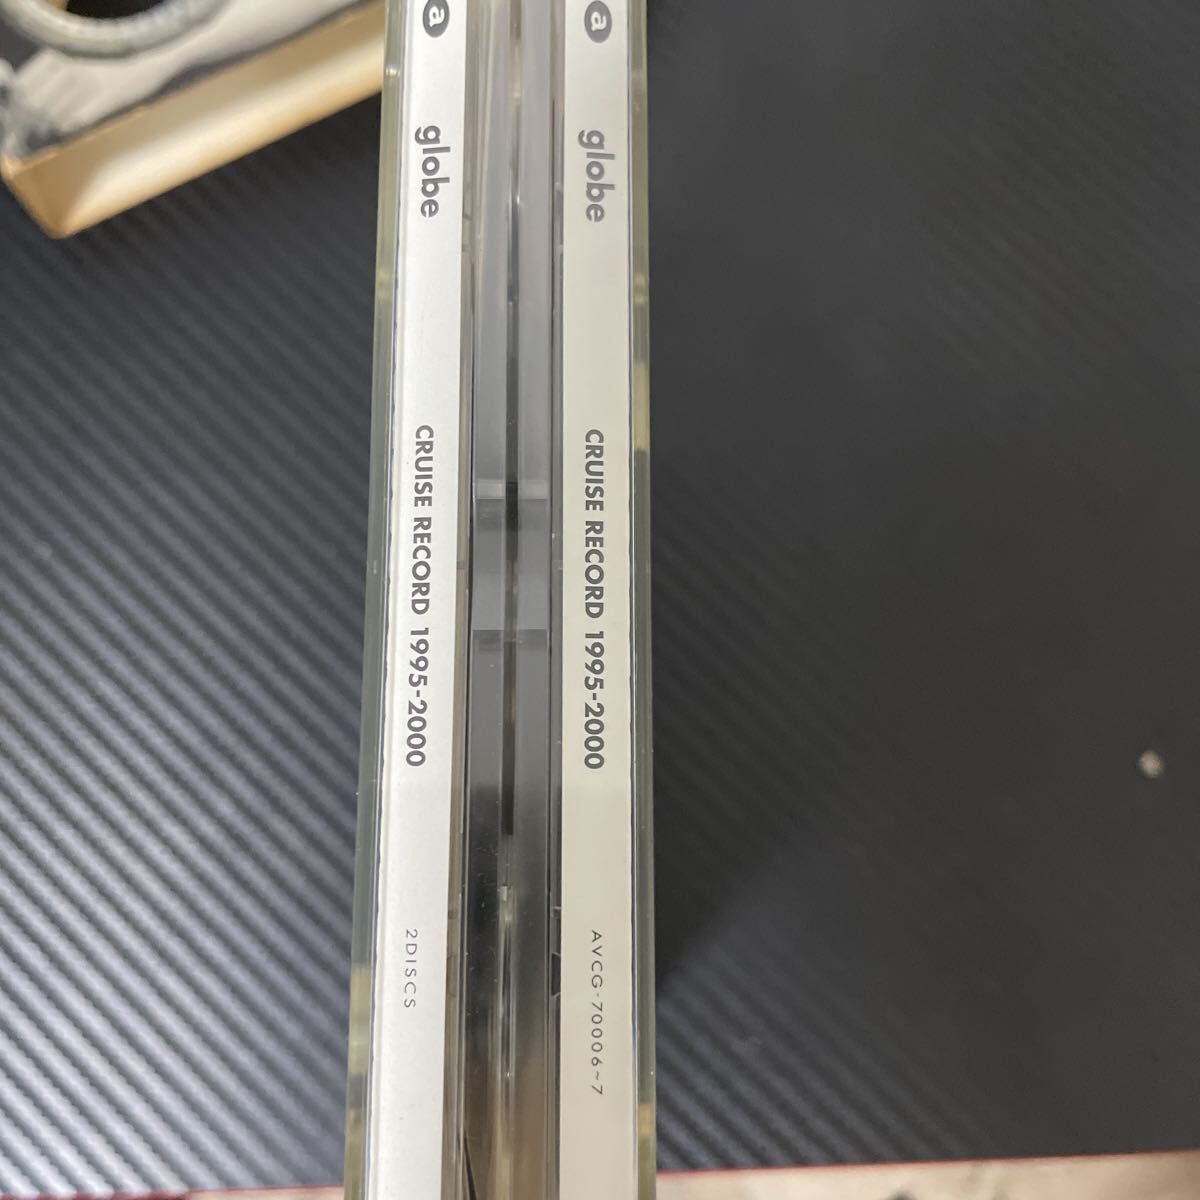 a globe CRUISE RECORD 1995-2000 AVCG-70006~7
a globe CRUISE RECORD 1995-2000 2DISCS